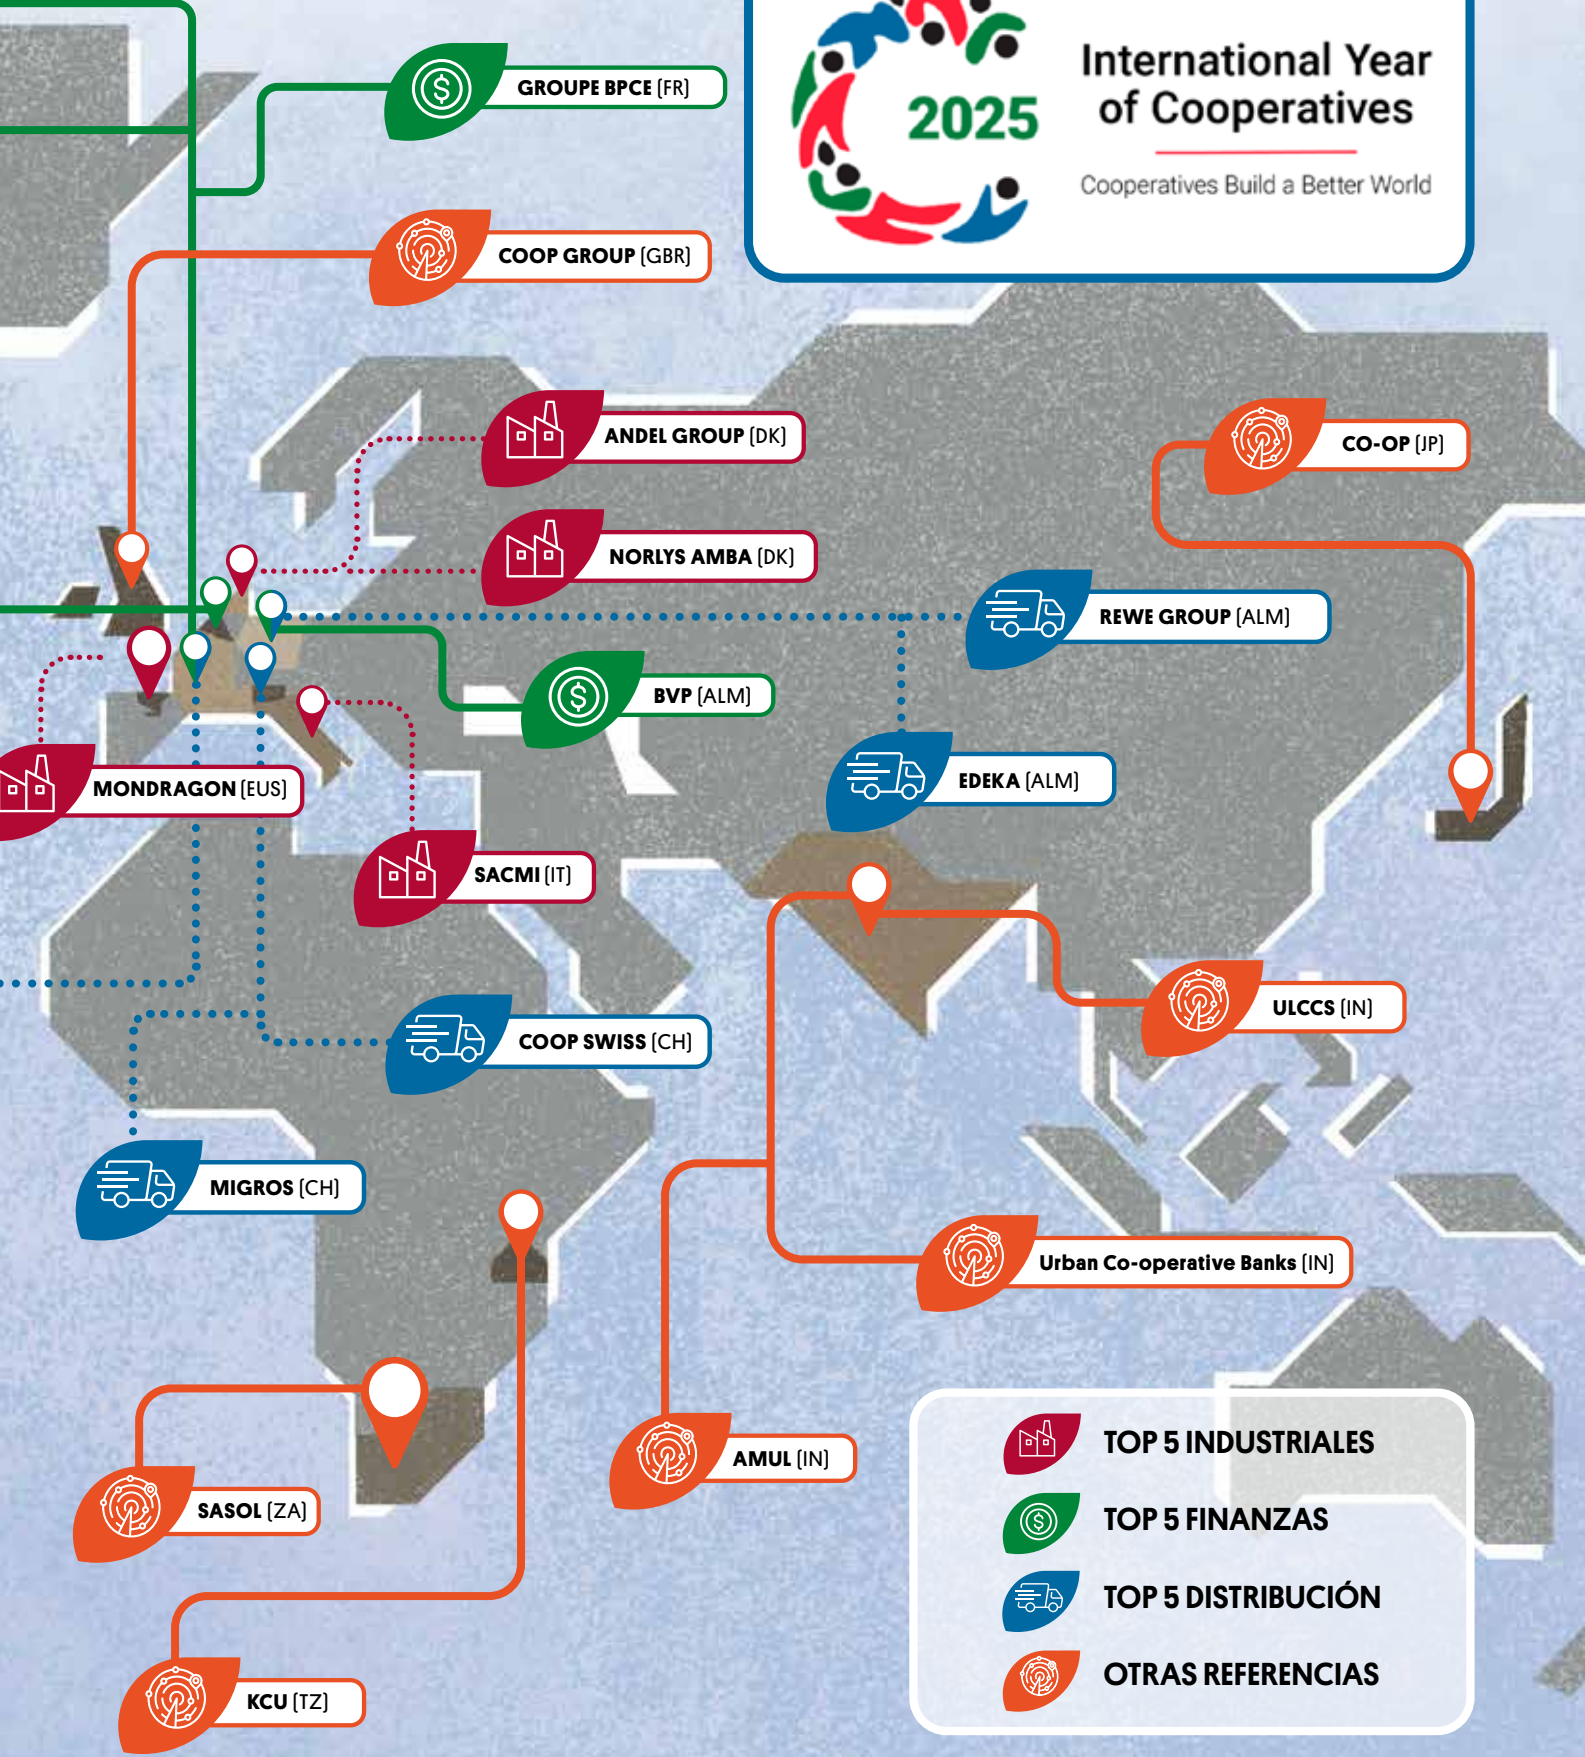 GROUPE BPCE (FR)
2025
International Year
of Cooperatives
Cooperatives Build a Better World
COOP GROUP (GBR)
ANDEL GROUP (DK)
CO-OP (JP)
NORLYS AMBA (DK)
REWE GROUP (ALM)
BVP (ALM)
EDEKA (ALM)
MONDRAGON (EUS)
SACMI (IT)
ULCCS (IN)
COOP SWISS (CH)
MIGROS (CH)
Urban Co-operative Banks (IN)
AMUL (IN)
SASOL (ZA)
KCU (TZ)
TOP 5 INDUSTRIALES
TOP 5 FINANZAS
TOP 5 DISTRIBUCIÓN
OTRAS REFERENCIAS